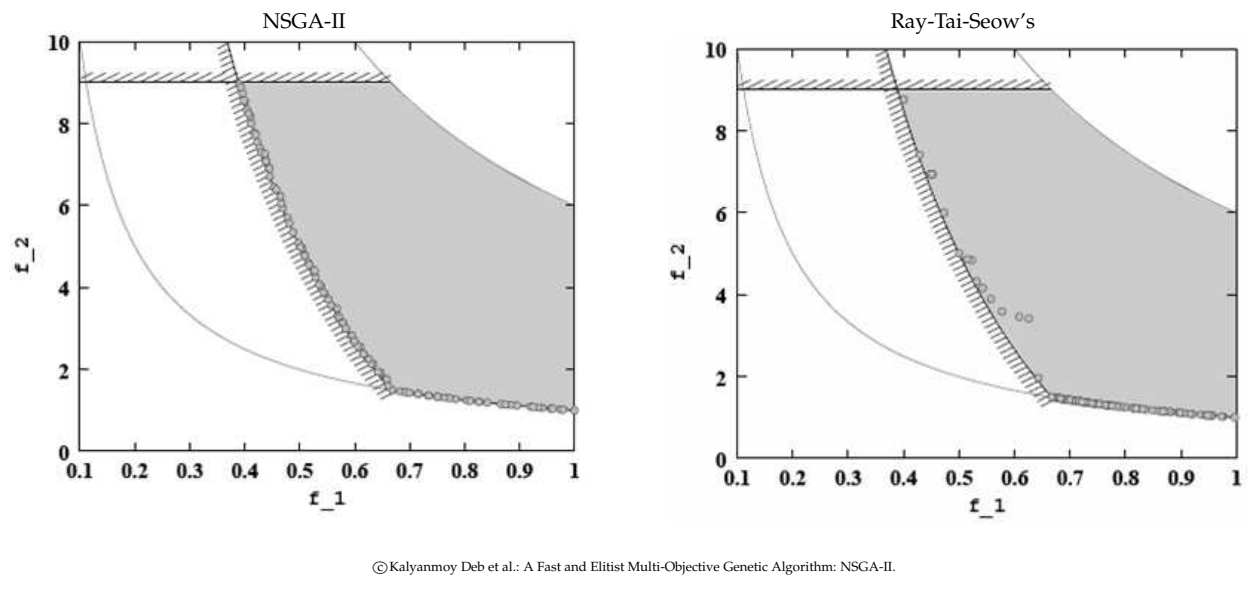 NSGA-II
Ray-Tai-Seow's
10
8
6
4
2
0
f_2
0.1 0.2 0.3 0.4 0.5 0.6 0.7 0.8 0.9 1
f_1
10
8
6
4
2
0
f_2
0.1 0.2 0.3 0.4 0.5 0.6 0.7 0.8 0.9 1
f_1
©Kalyanmoy Deb et al.: A Fast and Elitist Multi-Objective Genetic Algorithm: NSGA-II.